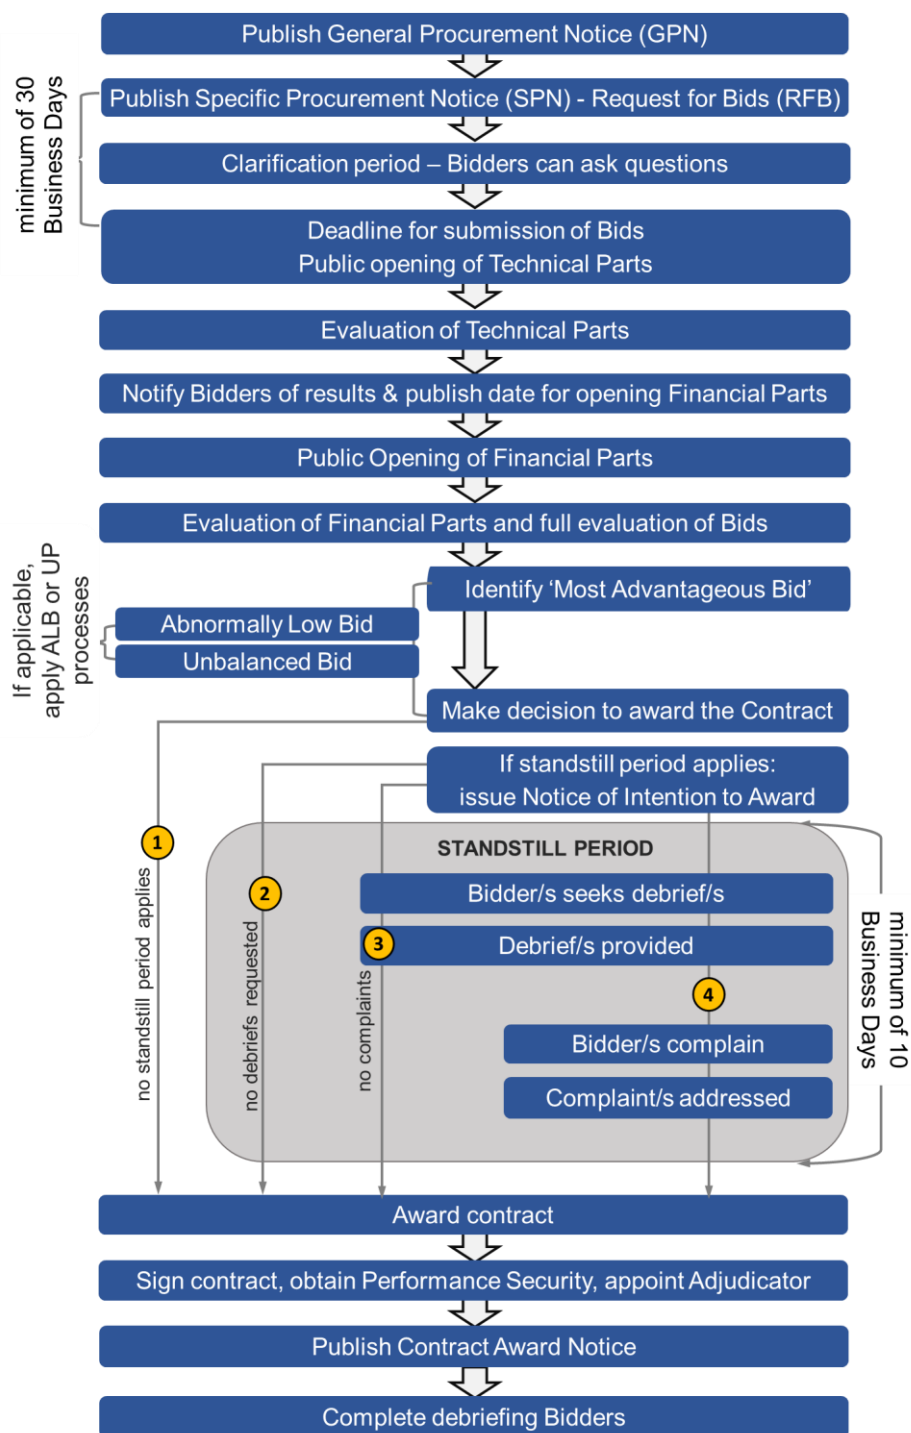 Publish General Procurement Notice (GPN)
minimum of 30
Business Days
Publish Specific Procurement Notice (SPN) - Request for Bids (RFB)
Clarification period – Bidders can ask questions
Deadline for submission of Bids
Public opening of Technical Parts
Evaluation of Technical Parts
Notify Bidders of results & publish date for opening Financial Parts
Public Opening of Financial Parts
Evaluation of Financial Parts and full evaluation of Bids
If applicable,
apply ALB or UP
processes
Identify ‘Most Advantageous Bid’
Abnormally Low Bid
Unbalanced Bid
Make decision to award the Contract
If standstill period applies:
issue Notice of Intention to Award
1
no standstill period applies
STANDSTILL PERIOD
2
no debriefs requested
Bidder/s seeks debrief/s
3
Debrief/s provided
no complaints
4
Bidder/s complain
Complaint/s addressed
minimum of 10
Business Days
Award contract
Sign contract, obtain Performance Security, appoint Adjudicator
Publish Contract Award Notice
Complete debriefing Bidders